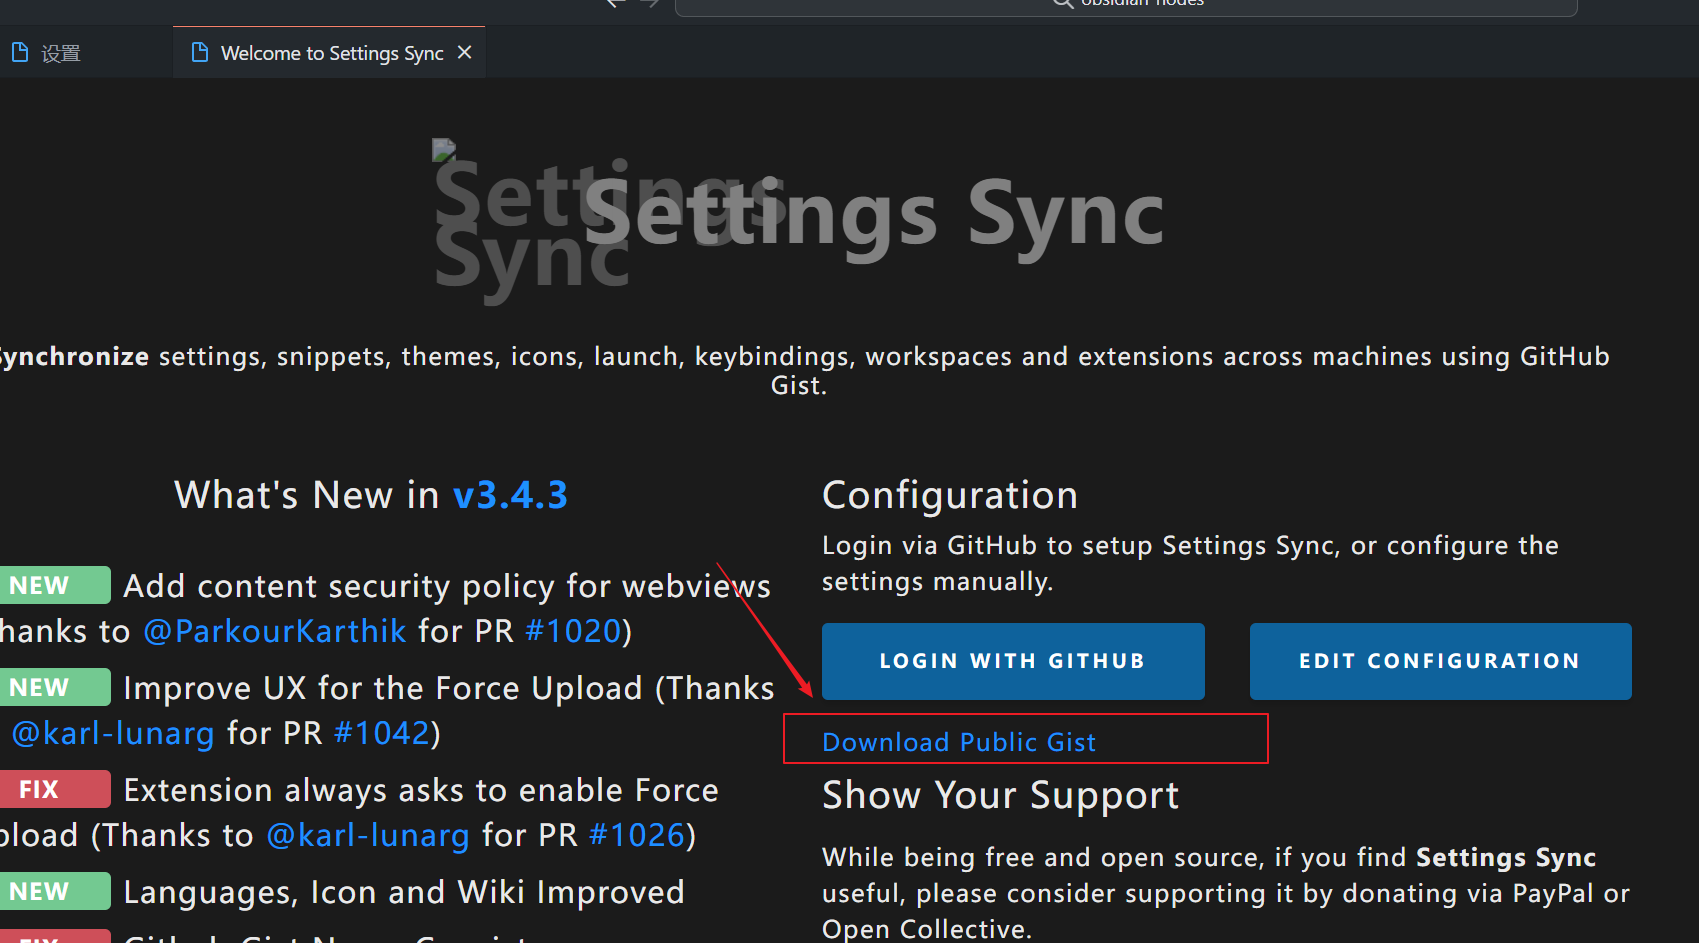 obsidian-nodes
设置
Welcome to Settings Sync
Settings
Sync
Settings Sync
Synchronize settings, snippets, themes, icons, launch, keybindings, workspaces and extensions across machines using GitHub
Gist.
What's New in v3.4.3
NEW Add content security policy for webviews
hanks to @ParkourKarthik for PR #1020)
NEW Improve UX for the Force Upload (Thanks
@karl-lunarg for PR #1042)
FIX Extension always asks to enable Force
pload (Thanks to @karl-lunarg for PR #1026)
NEW Languages, Icon and Wiki Improved
FIX
Configuration
Login via GitHub to setup Settings Sync, or configure the
settings manually.
LOGIN WITH GITHUB
EDIT CONFIGURATION
Download Public Gist
Show Your Support
While being free and open source, if you find Settings Sync
useful, please consider supporting it by donating via PayPal or
Open Collective.